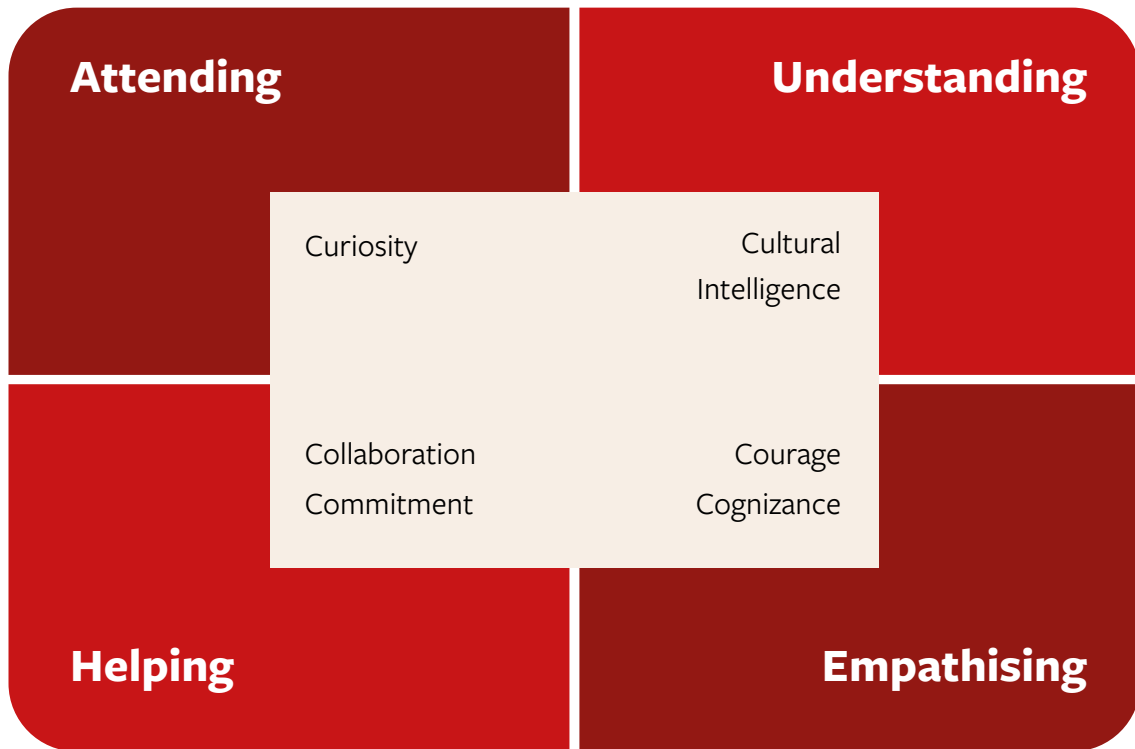 Attending
Understanding
Curiosity
Cultural
Intelligence
Collaboration
Commitment
Courage
Cognizance
Helping
Empathising